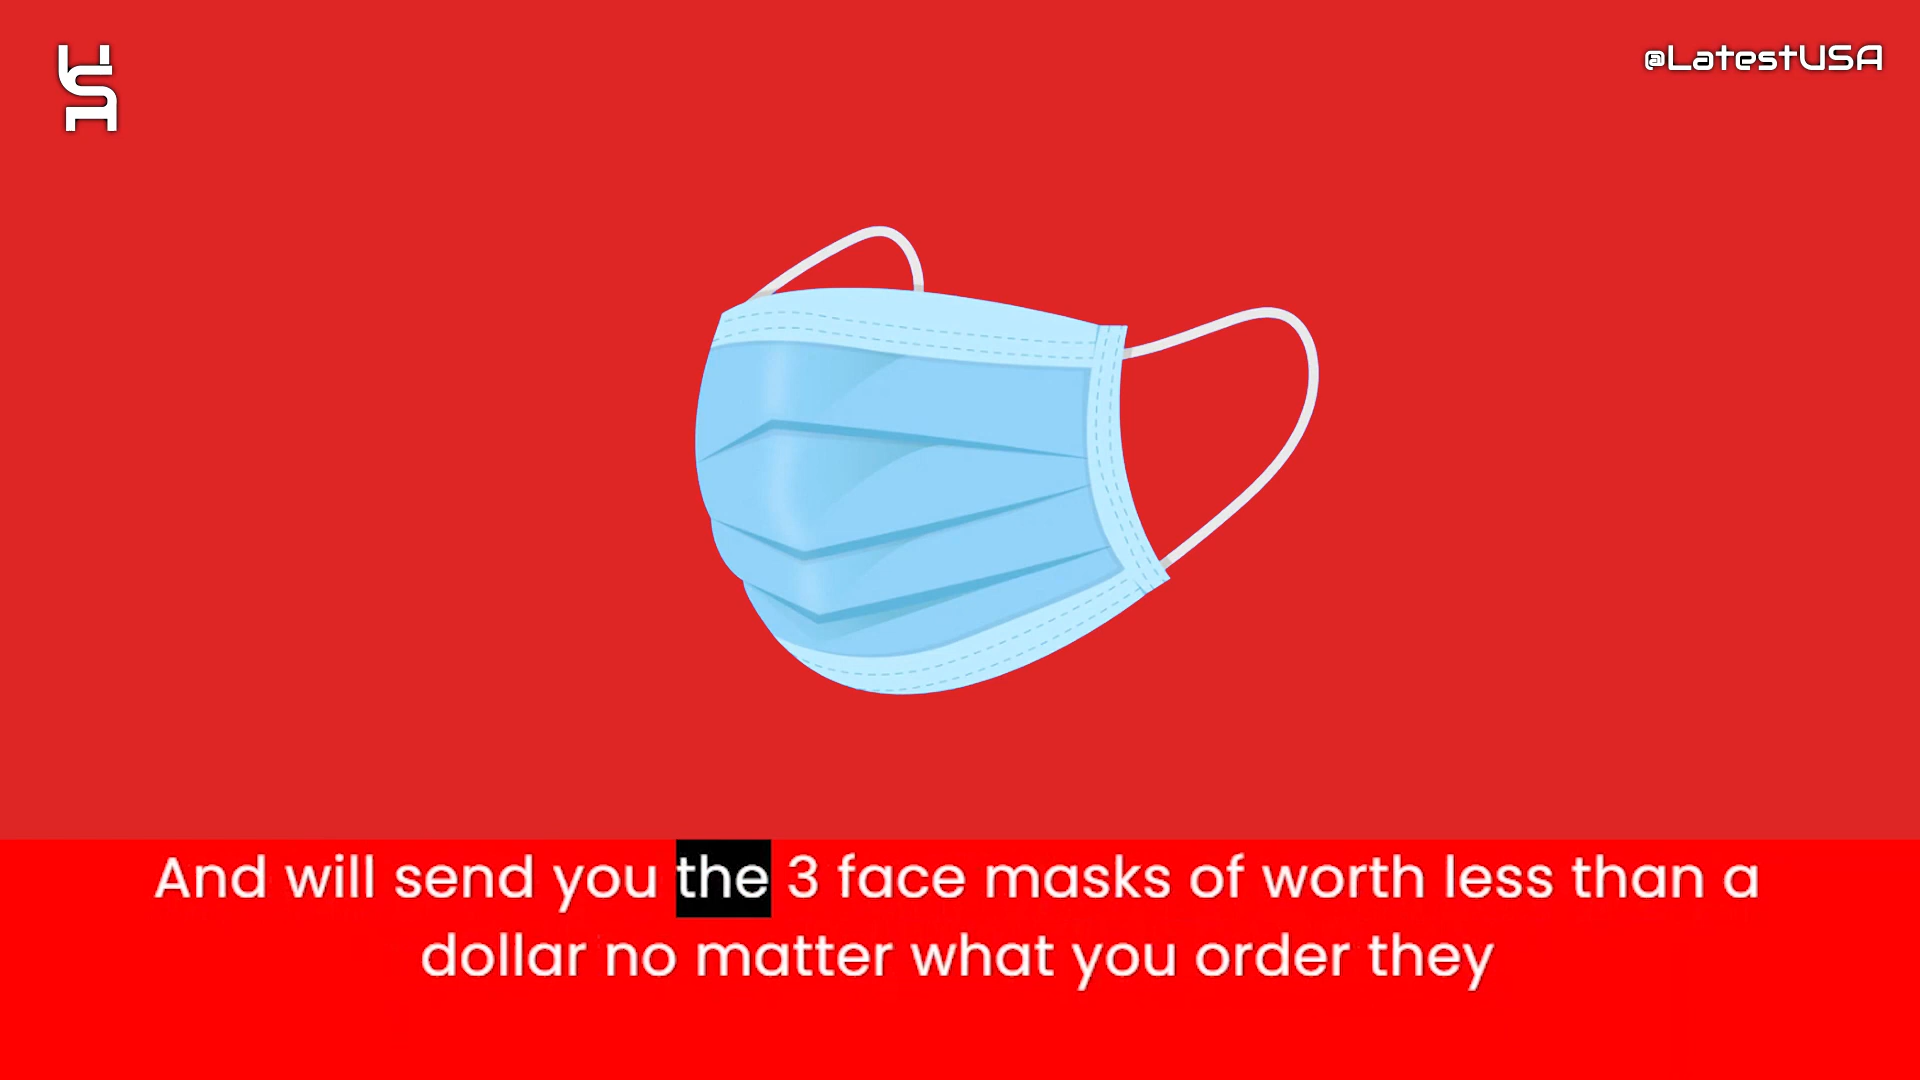 USA
@LatestUSA
And will send you the 3 face masks of worth less than a
dollar no matter what you order they